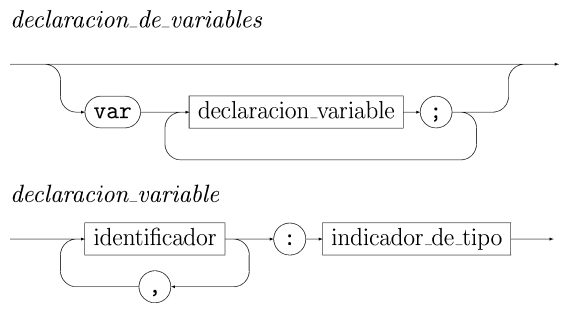 declaracion_de_variables
var declaracion_variable ;
declaracion_variable
identificador : indicador_de_tipo
,